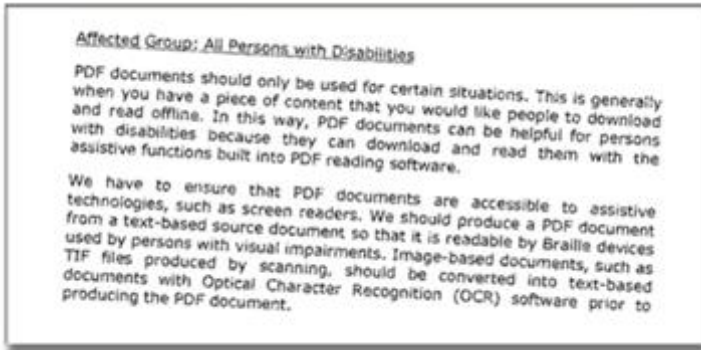 Affected Group: All Persons with Disabilities
PDF documents should only be used for certain situations. This is generally
when you have a piece of content that you would like people to download
and read offline. In this way, PDF documents can be helpful for persons
with disabilities because they can download and read them with the
assistive functions built into PDF reading software.
We have to ensure that PDF documents are accessible to assistive
technologies, such as screen readers. We should produce a PDF document
from a text-based source document so that it is readable by Braille devices
used by persons with visual impairments. Image-based documents, such as
TIF files produced by scanning, should be converted into text-based
documents with Optical Character Recognition (OCR) software prior to
producing the PDF document.